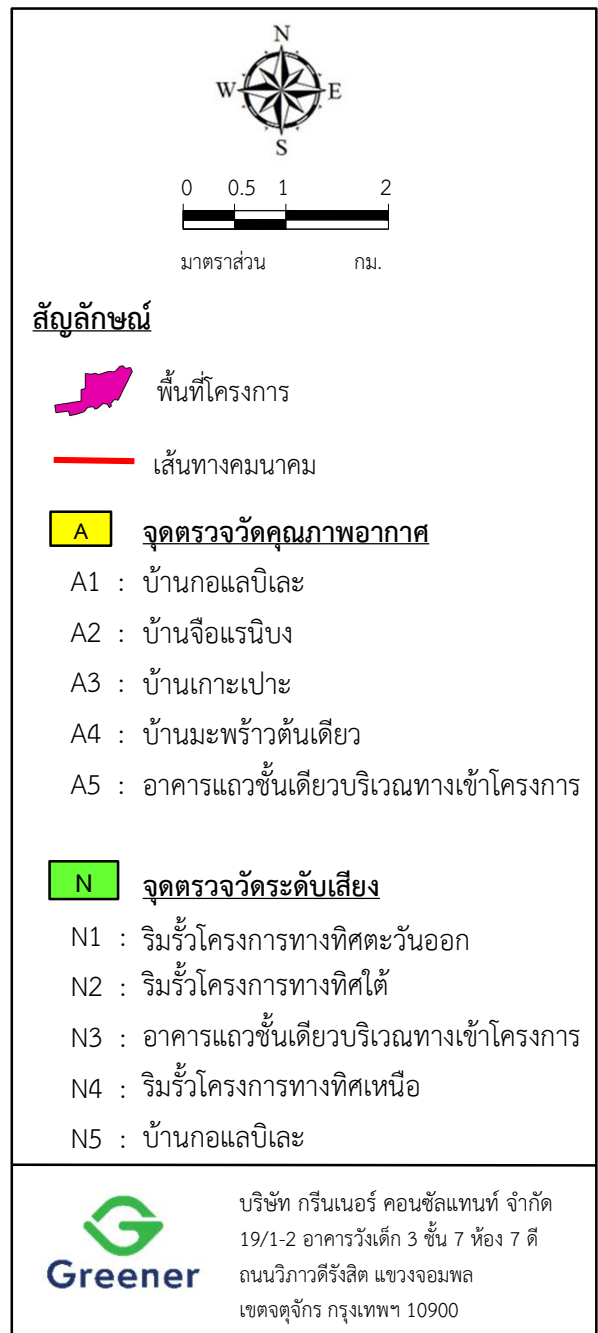 N
W E
S
0 0.5 1 2
มาตราส่วน กม.
สัญลักษณ์
พื้นที่โครงการ
เส้นทางคมนาคม
A จุดตรวจวัดคุณภาพอากาศ
A1 : บ้านกอแลบิเละ
A2 : บ้านจือแรนิบง
A3 : บ้านเกาะเปาะ
A4 : บ้านมะพร้าวต้นเดียว
A5 : อาคารแถวชั้นเดียวบริเวณทางเข้าโครงการ
N จุดตรวจวัดระดับเสียง
N1 : ริมรั้วโครงการทางทิศตะวันออก
N2 : ริมรั้วโครงการทางทิศใต้
N3 : อาคารแถวชั้นเดียวบริเวณทางเข้าโครงการ
N4 : ริมรั้วโครงการทางทิศเหนือ
N5 : บ้านกอแลบิเละ
Greener
บริษัท กรีนเนอร์ คอนซัลแทนท์ จำกัด
19/1-2 อาคารวังเด็ก 3 ชั้น 7 ห้อง 7 ดี
ถนนวิภาวดีรังสิต แขวงจอมพล
เขตจตุจักร กรุงเทพฯ 10900